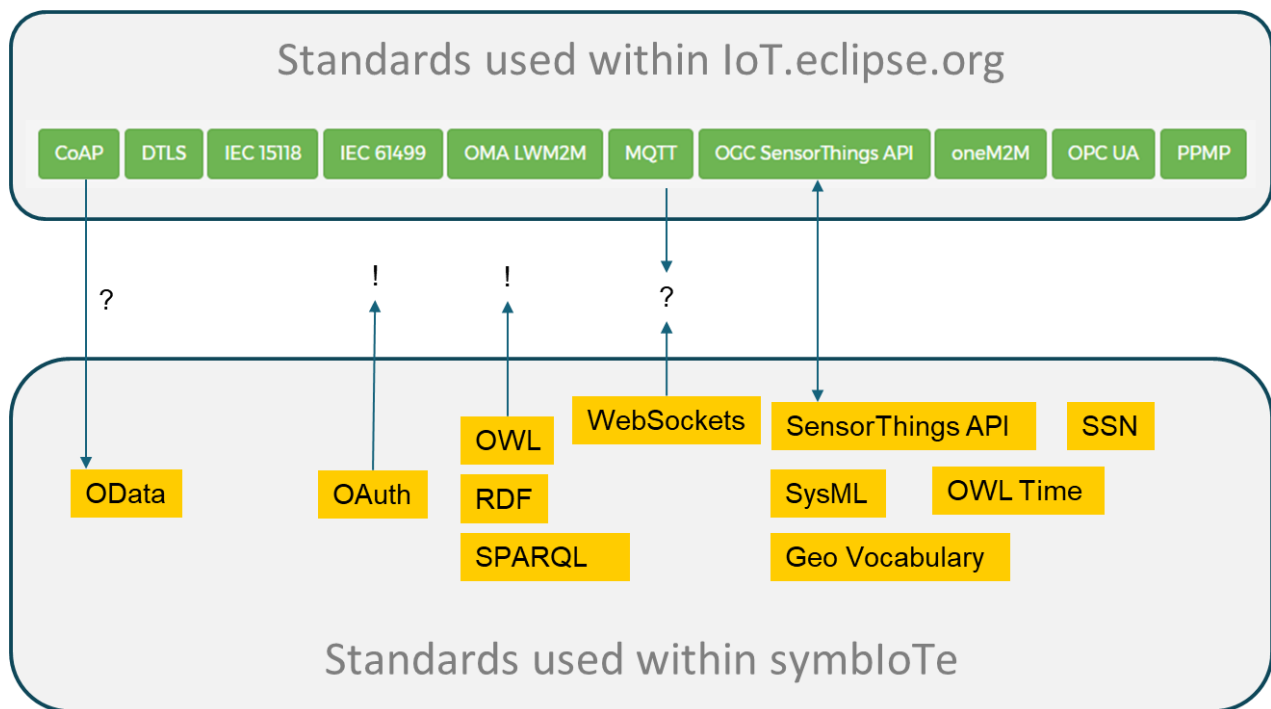 Standards used within IoT.eclipse.org
CoAP DTLS IEC 15118 IEC 61499 OMA LWM2M MQTT OGC SensorThings API oneM2M OPC UA PPMP
! !
? ?
WebSockets SensorThings API SSN
OWL
OData OAuth RDF SysML OWL Time
SPARQL Geo Vocabulary
Standards used within symbIoTe